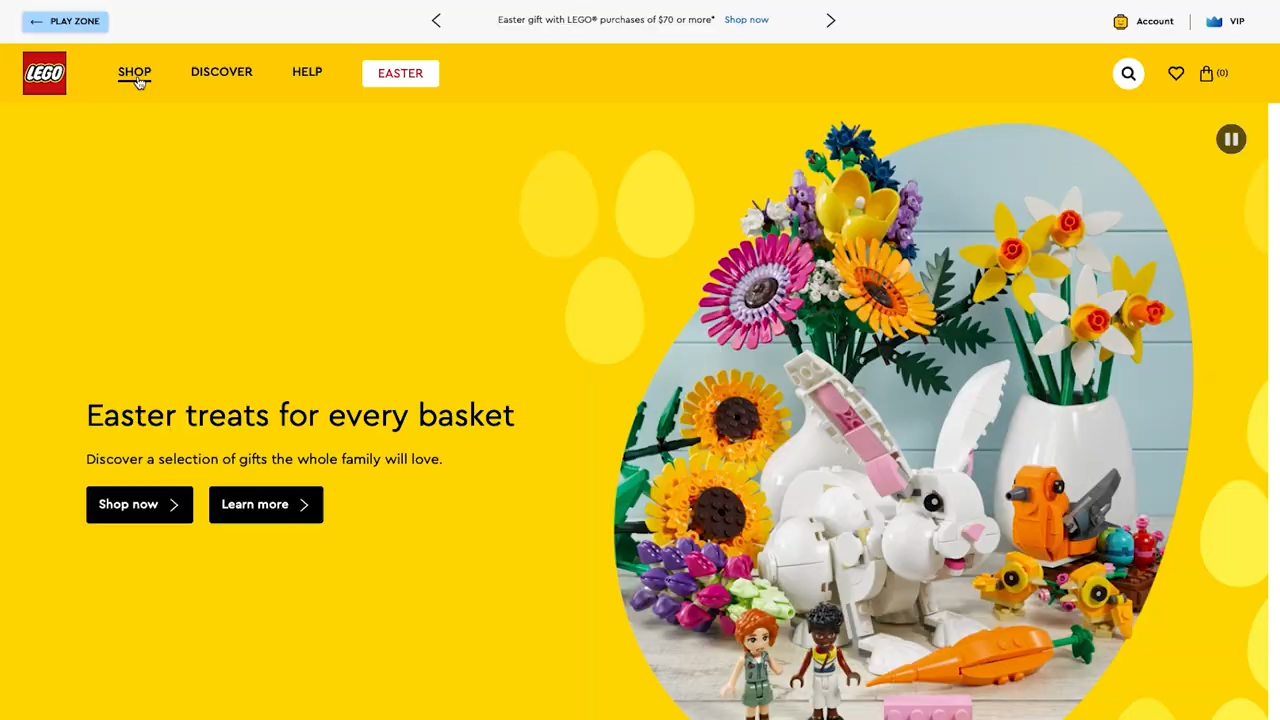 PLAY ZONE
Easter gift with LEGO® purchases of $70 or more* Shop now
Account
VIP
LEGO
SHOP
DISCOVER
HELP
EASTER
(0)
Easter treats for every basket
Discover a selection of gifts the whole family will love.
Shop now
Learn more